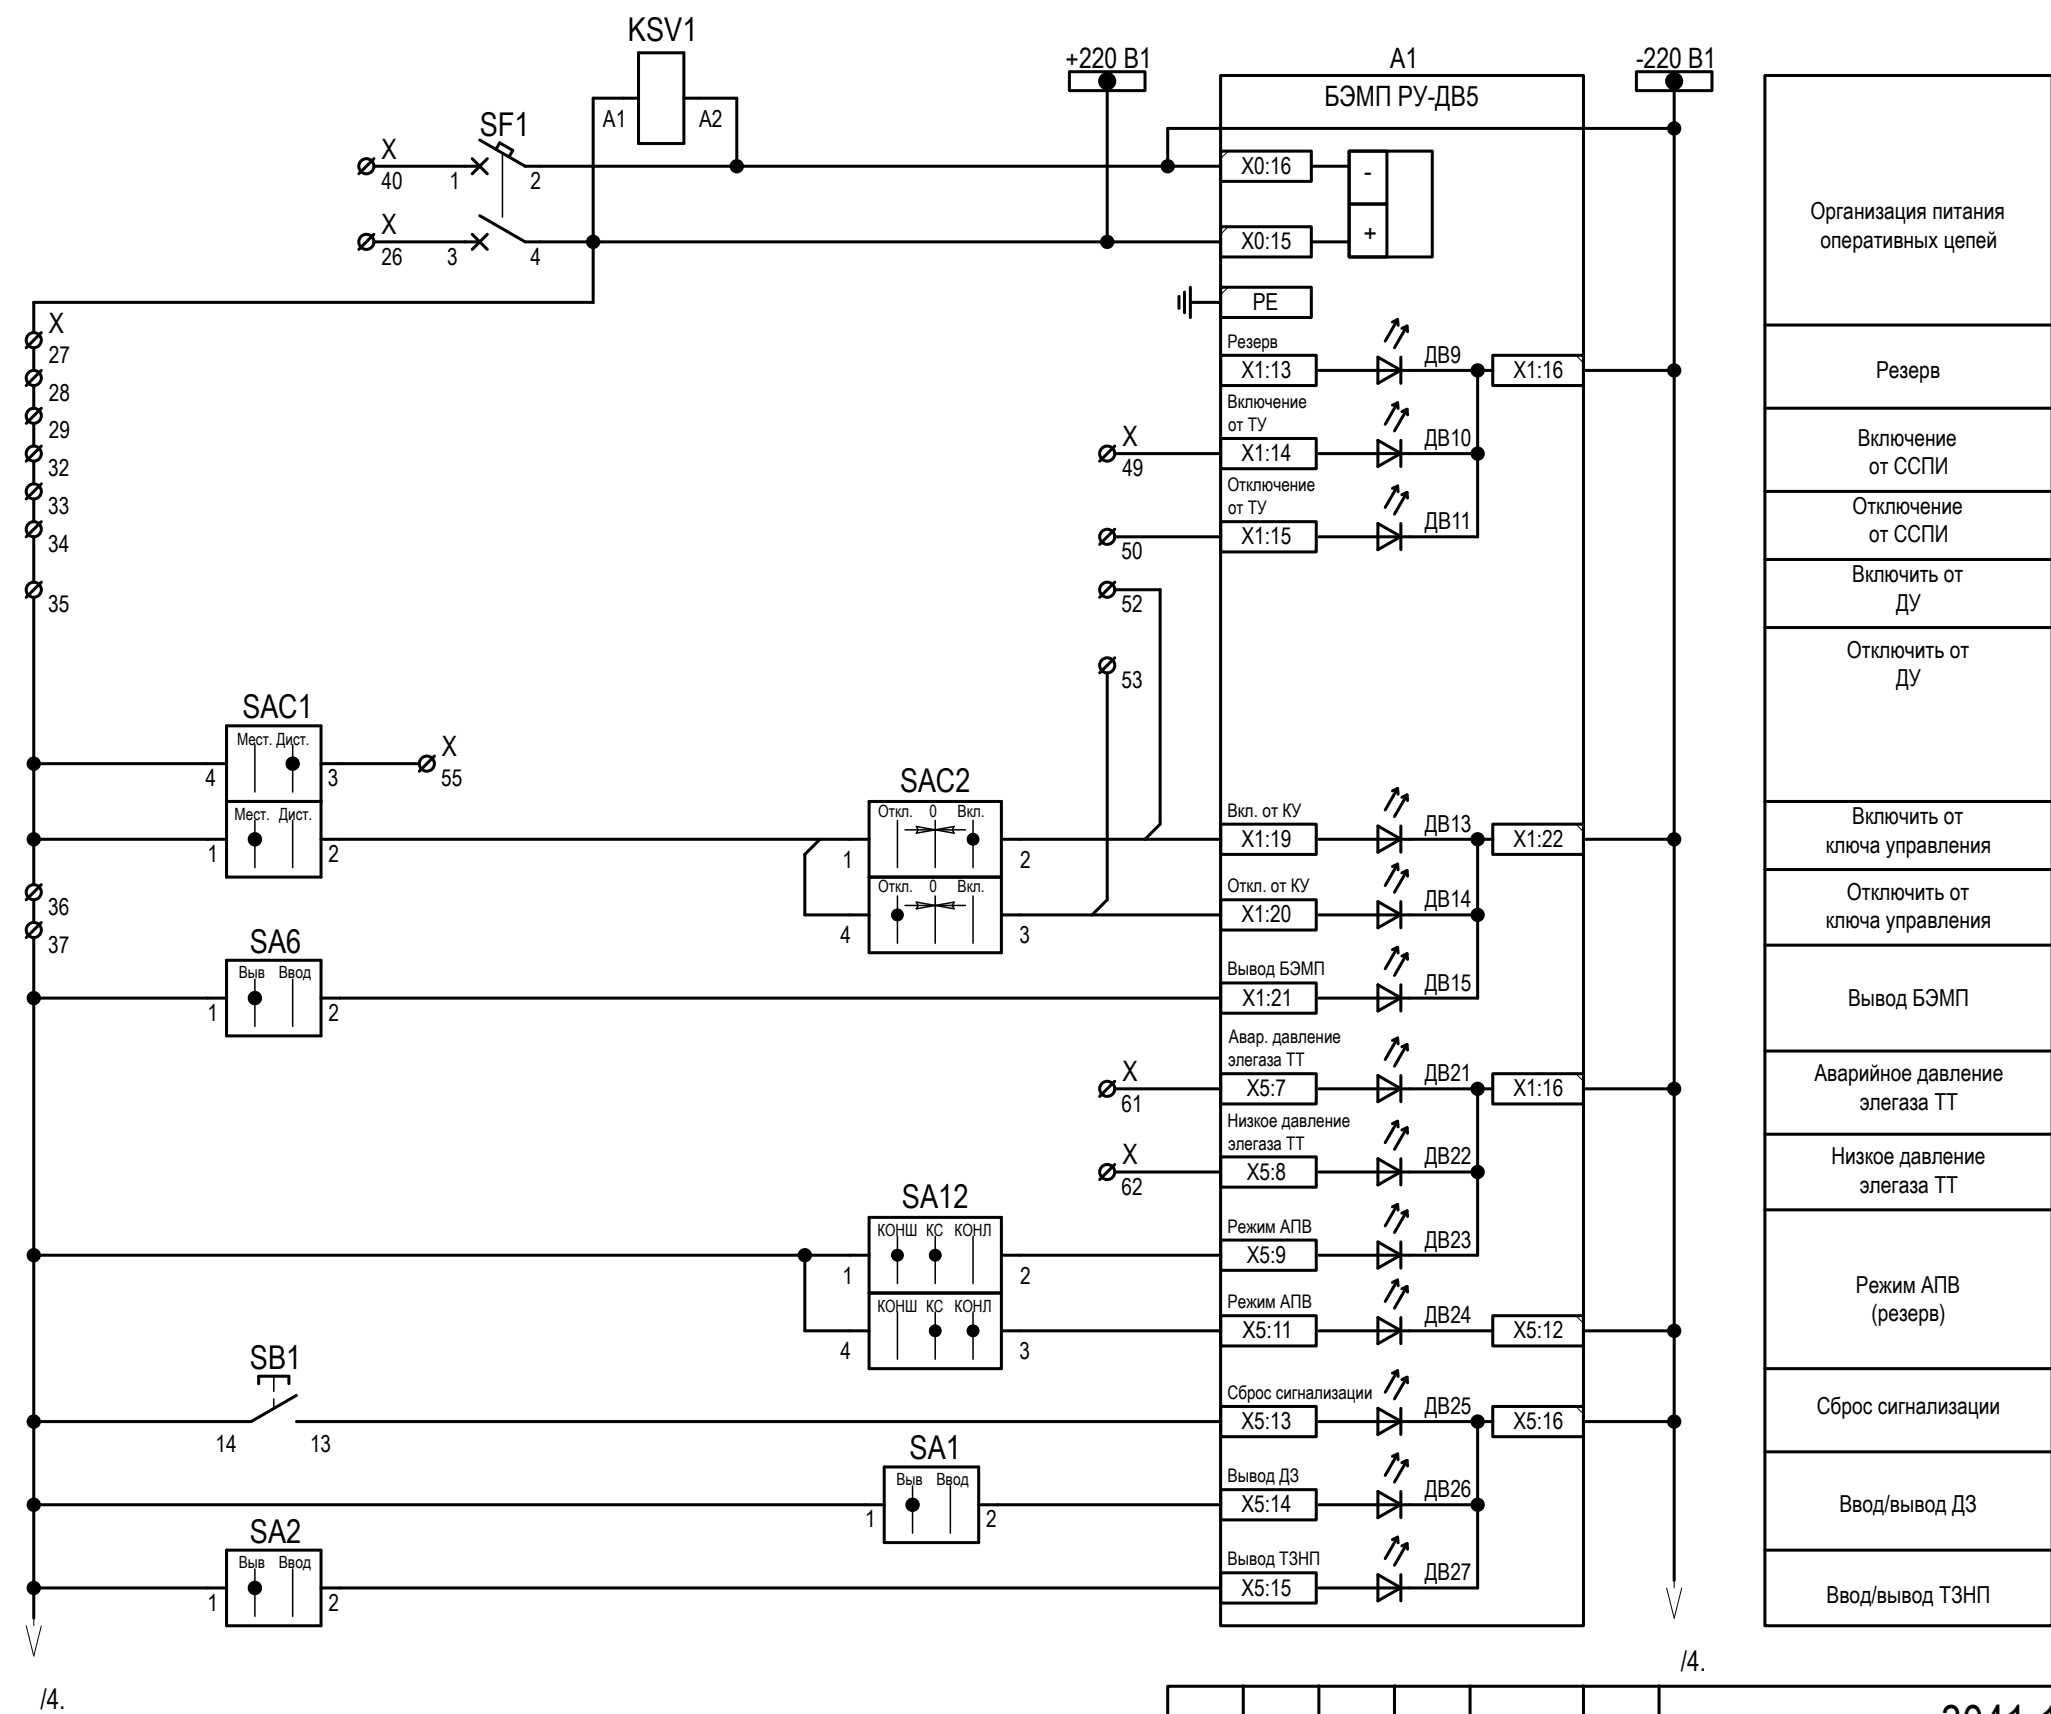 KSV1
+220 В1
A1
-220 В1
БЭМП РУ-ДВ5
A1
A2
SF1
X
40
1
2
X0:16
-
X
26
3
4
X0:15
+
Организация питания
оперативных цепей
PE
X
27
28
29
32
33
34
35
Резерв
X1:13
ДВ9
X1:16
Резерв
Включение
от ТУ
X
49
X1:14
ДВ10
Включение
от ССПИ
Отключение
от ТУ
50
X1:15
ДВ11
Отключение
от ССПИ
52
Включить от
ДУ
53
Отключить от
ДУ
SAC1
Мест. Дист.
4
3
X
55
Мест. Дист.
1
2
SAC2
Откл. 0 Вкл.
1
2
Откл. 0 Вкл.
4
3
Вкл. от КУ
X1:19
ДВ13
X1:22
Включить от
ключа управления
36
37
Откл. от КУ
X1:20
ДВ14
Отключить от
ключа управления
SA6
Выв Ввод
1
2
Вывод БЭМП
X1:21
ДВ15
Вывод БЭМП
Авар. давление
элегаза ТТ
X
61
X5:7
ДВ21
X1:16
Аварийное давление
элегаза ТТ
Низкое давление
элегаза ТТ
X
62
X5:8
ДВ22
Низкое давление
элегаза ТТ
SA12
КОНШ КС КОНЛ
1
2
Режим АПВ
X5:9
ДВ23
КОНШ КС КОНЛ
4
3
Режим АПВ
X5:11
ДВ24
X5:12
Режим АПВ
(резерв)
SB1
14
13
Сброс сигнализации
X5:13
ДВ25
X5:16
Сброс сигнализации
SA1
Выв Ввод
1
2
Вывод ДЗ
X5:14
ДВ26
Ввод/вывод ДЗ
SA2
Выв Ввод
1
2
Вывод ТЗНП
X5:15
ДВ27
Ввод/вывод ТЗНП
/4.
/4.